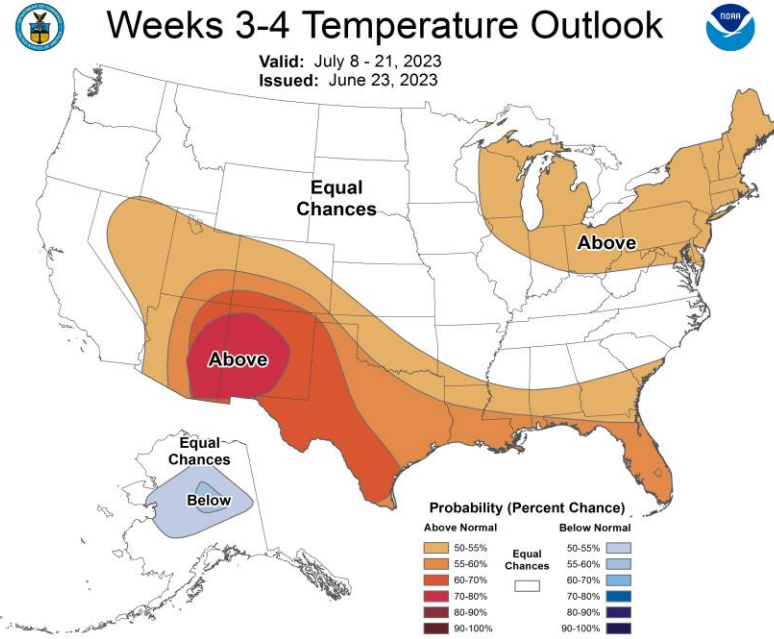 Weeks 3-4 Temperature Outlook
NOAA
Valid: July 8 - 21, 2023
Issued: June 23, 2023
Equal
Chances
Above
Above
Equal
Chances
Below
Probability (Percent Chance)
Above Normal
Below Normal
50-55%
55-60%
60-70%
70-80%
80-90%
90-100%
Equal
Chances
50-55%
55-60%
60-70%
70-80%
80-90%
90-100%